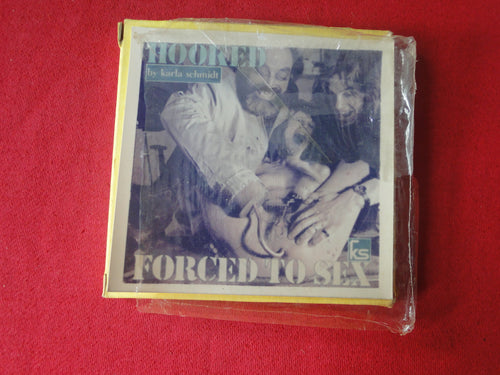 HOOKED
by karla schmidt
ks
FORCED TO SEX